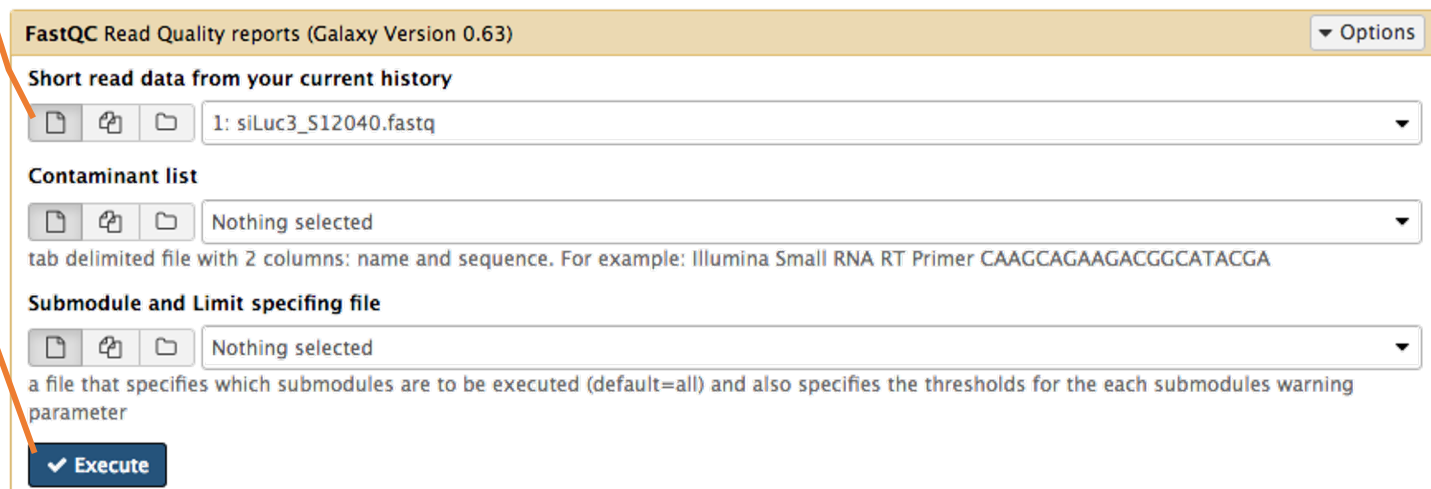 FastQC Read Quality reports (Galaxy Version 0.63)
Options
Short read data from your current history
1: siLuc3_S12040.fastq
Contaminant list
Nothing selected
tab delimited file with 2 columns: name and sequence. For example: Illumina Small RNA RT Primer CAAGCAGAAGACGGCATACGA
Submodule and Limit specifing file
Nothing selected
a file that specifies which submodules are to be executed (default=all) and also specifies the thresholds for the each submodules warning
parameter
Execute